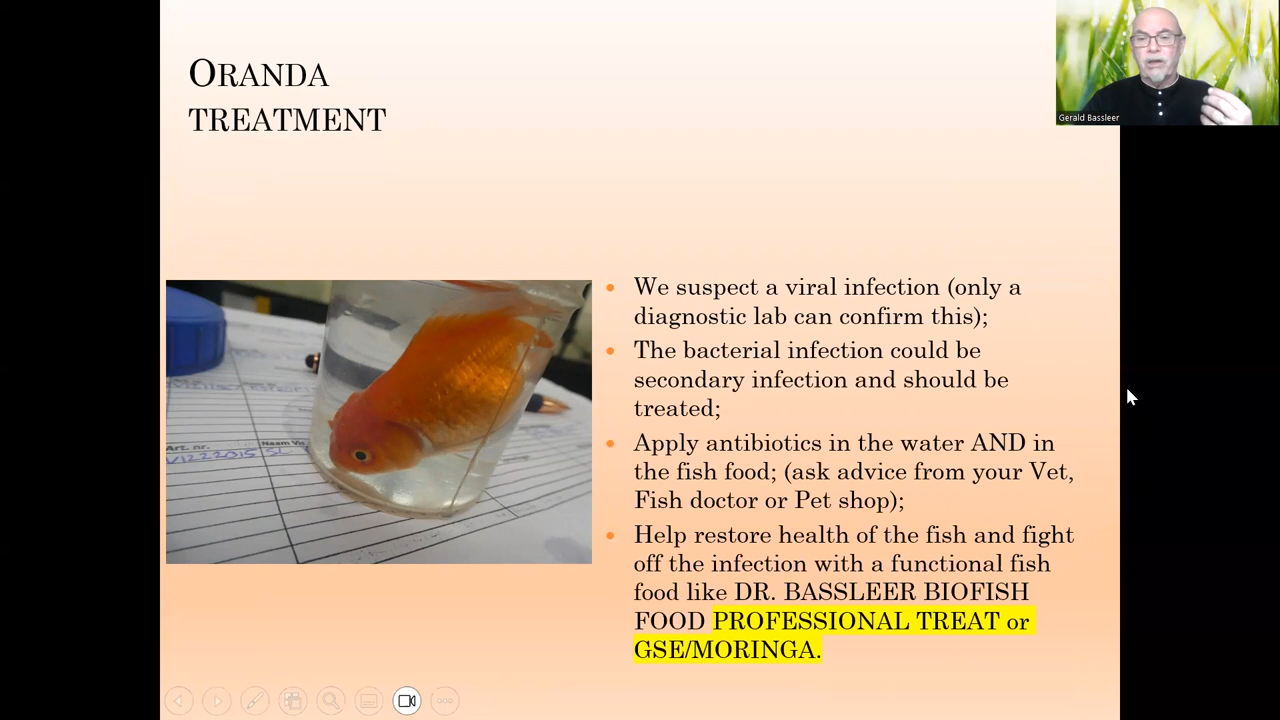 ORANDA
TREATMENT
Gerald Bassleer
We suspect a viral infection (only a
diagnostic lab can confirm this);
The bacterial infection could be
secondary infection and should be
treated;
Apply antibiotics in the water AND in
the fish food; (ask advice from your Vet,
Fish doctor or Pet shop);
Help restore health of the fish and fight
off the infection with a functional fish
food like DR. BASSLEER BIOFISH
FOOD PROFESSIONAL TREAT or
GSE/MORINGA.
Art. nr. Naam